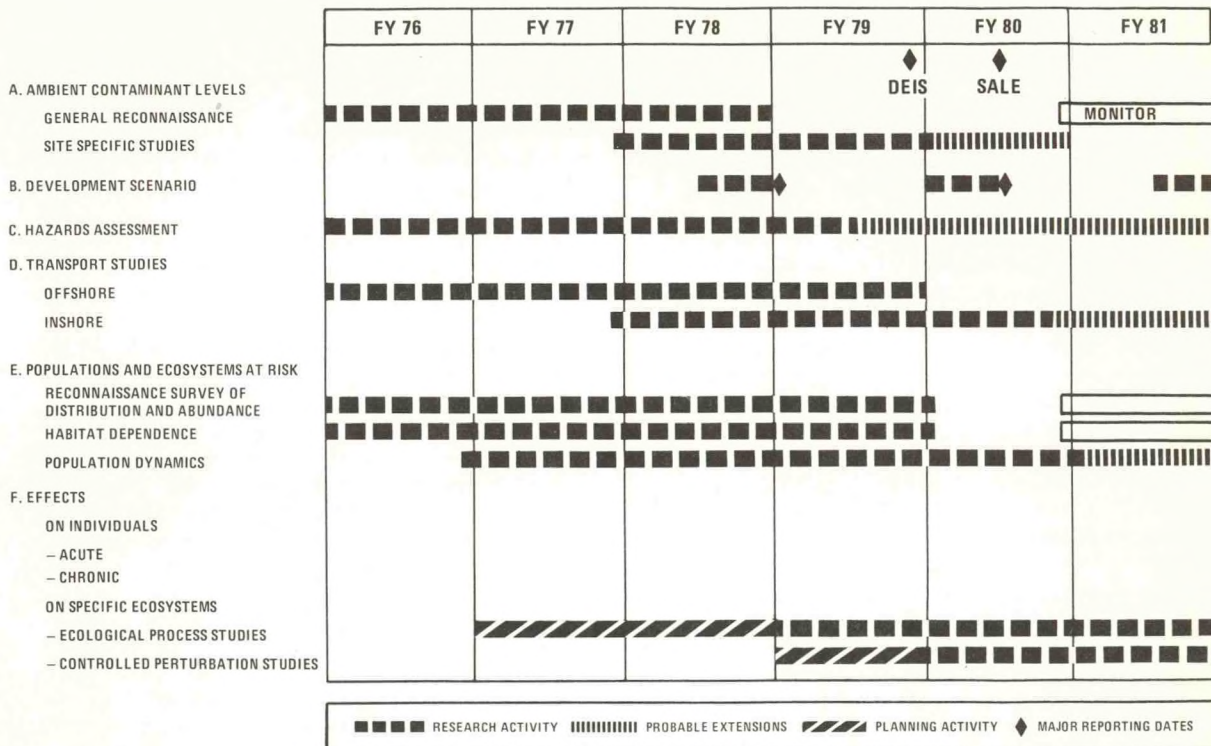 FY 76 FY 77 FY 78 FY 79 FY 80 FY 81
DEIS SALE
A. AMBIENT CONTAMINANT LEVELS
GENERAL RECONNAISSANCE
MONITOR
SITE SPECIFIC STUDIES
B. DEVELOPMENT SCENARIO
C. HAZARDS ASSESSMENT
D. TRANSPORT STUDIES
OFFSHORE
INSHORE
E. POPULATIONS AND ECOSYSTEMS AT RISK
RECONNAISSANCE SURVEY OF
DISTRIBUTION AND ABUNDANCE
HABITAT DEPENDENCE
POPULATION DYNAMICS
F. EFFECTS
ON INDIVIDUALS
– ACUTE
– CHRONIC
ON SPECIFIC ECOSYSTEMS
– ECOLOGICAL PROCESS STUDIES
– CONTROLLED PERTURBATION STUDIES
RESEARCH ACTIVITY PROBABLE EXTENSIONS PLANNING ACTIVITY MAJOR REPORTING DATES